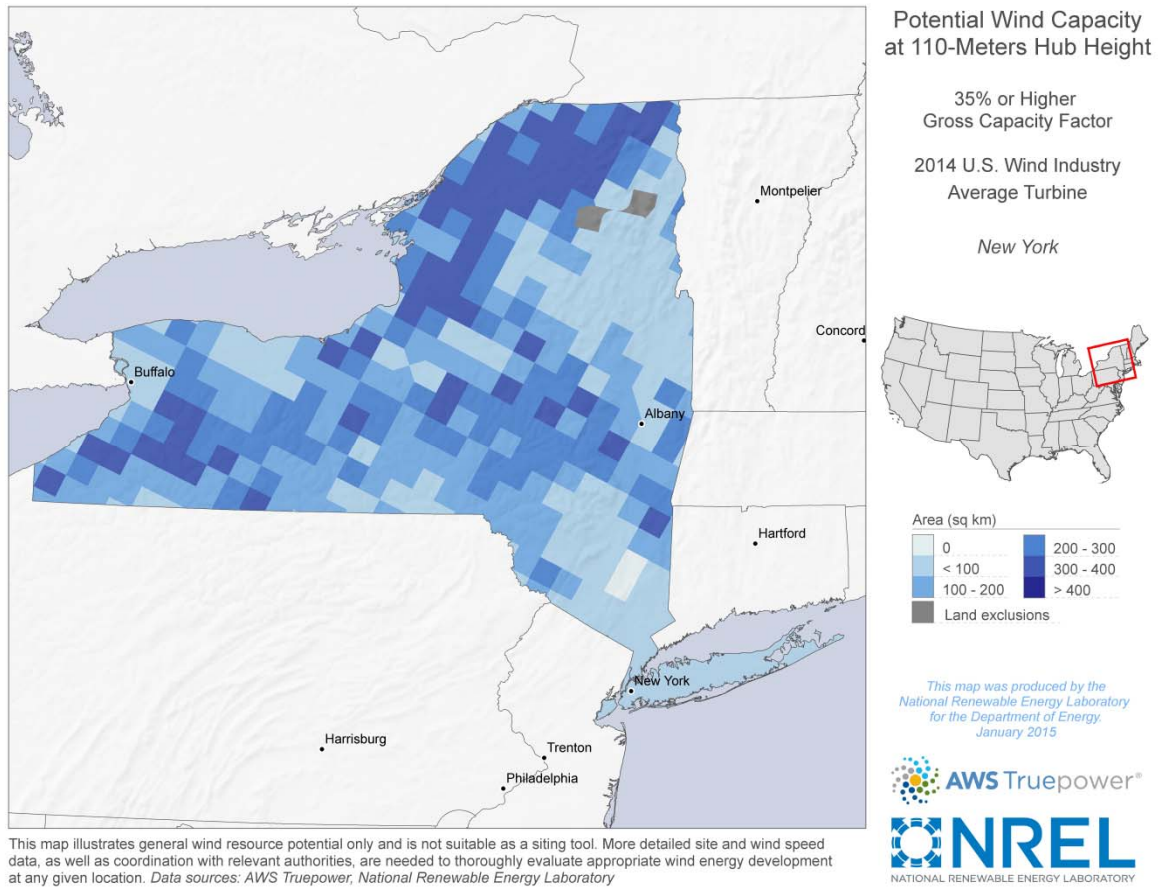 Potential Wind Capacity
at 110-Meters Hub Height
35% or Higher
Gross Capacity Factor
2014 U.S. Wind Industry
Average Turbine
New York
Montpelier
Concord
Buffalo
Albany
Hartford
New York
Harrisburg
Trenton
Philadelphia
Area (sq km)
0
< 100
100 - 200
200 - 300
300 - 400
> 400
Land exclusions
This map was produced by the
National Renewable Energy Laboratory
for the Department of Energy.
January 2015
AWS Truepower®
NREL
NATIONAL RENEWABLE ENERGY LABORATORY
This map illustrates general wind resource potential only and is not suitable as a siting tool. More detailed site and wind speed
data, as well as coordination with relevant authorities, are needed to thoroughly evaluate appropriate wind energy development
at any given location. Data sources: AWS Truepower, National Renewable Energy Laboratory